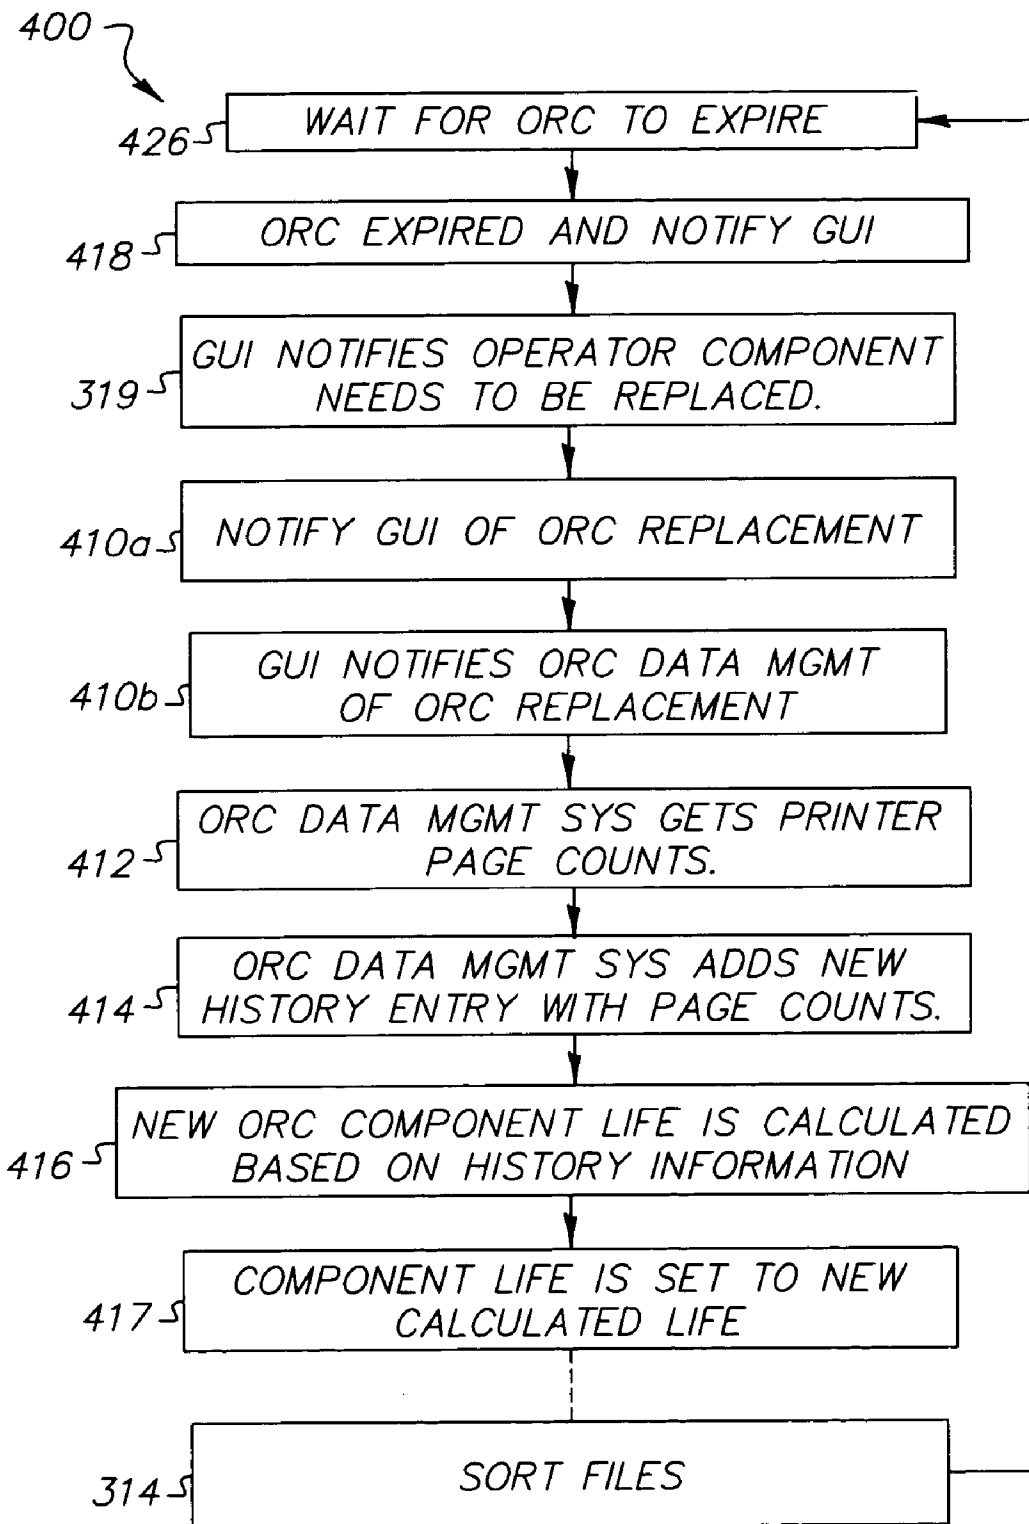 400
426
WAIT FOR ORC TO EXPIRE
418
ORC EXPIRED AND NOTIFY GUI
319
GUI NOTIFIES OPERATOR COMPONENT
NEEDS TO BE REPLACED.
410a
NOTIFY GUI OF ORC REPLACEMENT
410b
GUI NOTIFIES ORC DATA MGMT
OF ORC REPLACEMENT
412
ORC DATA MGMT SYS GETS PRINTER
PAGE COUNTS.
414
ORC DATA MGMT SYS ADDS NEW
HISTORY ENTRY WITH PAGE COUNTS.
416
NEW ORC COMPONENT LIFE IS CALCULATED
BASED ON HISTORY INFORMATION
417
COMPONENT LIFE IS SET TO NEW
CALCULATED LIFE
314
SORT FILES